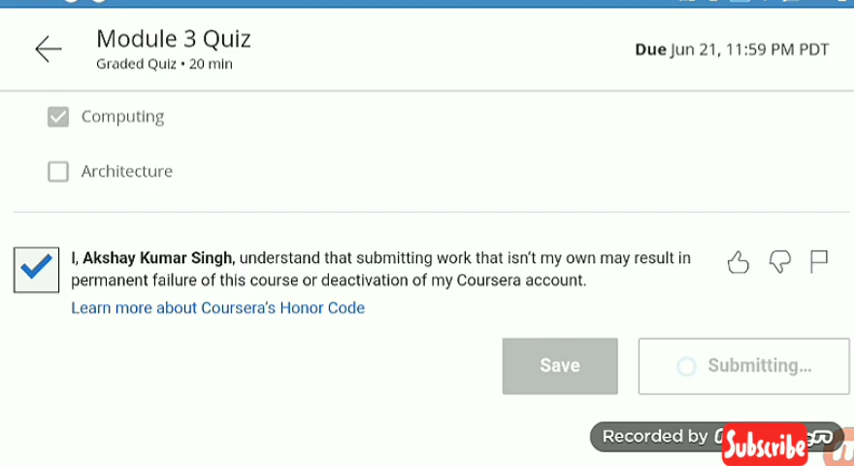 Module 3 Quiz
Graded Quiz • 20 min
Due Jun 21, 11:59 PM PDT
Computing
Architecture
I, Akshay Kumar Singh, understand that submitting work that isn't my own may result in
permanent failure of this course or deactivation of my Coursera account.
Learn more about Coursera's Honor Code
Save
Submitting...
Recorded by
Subscribe